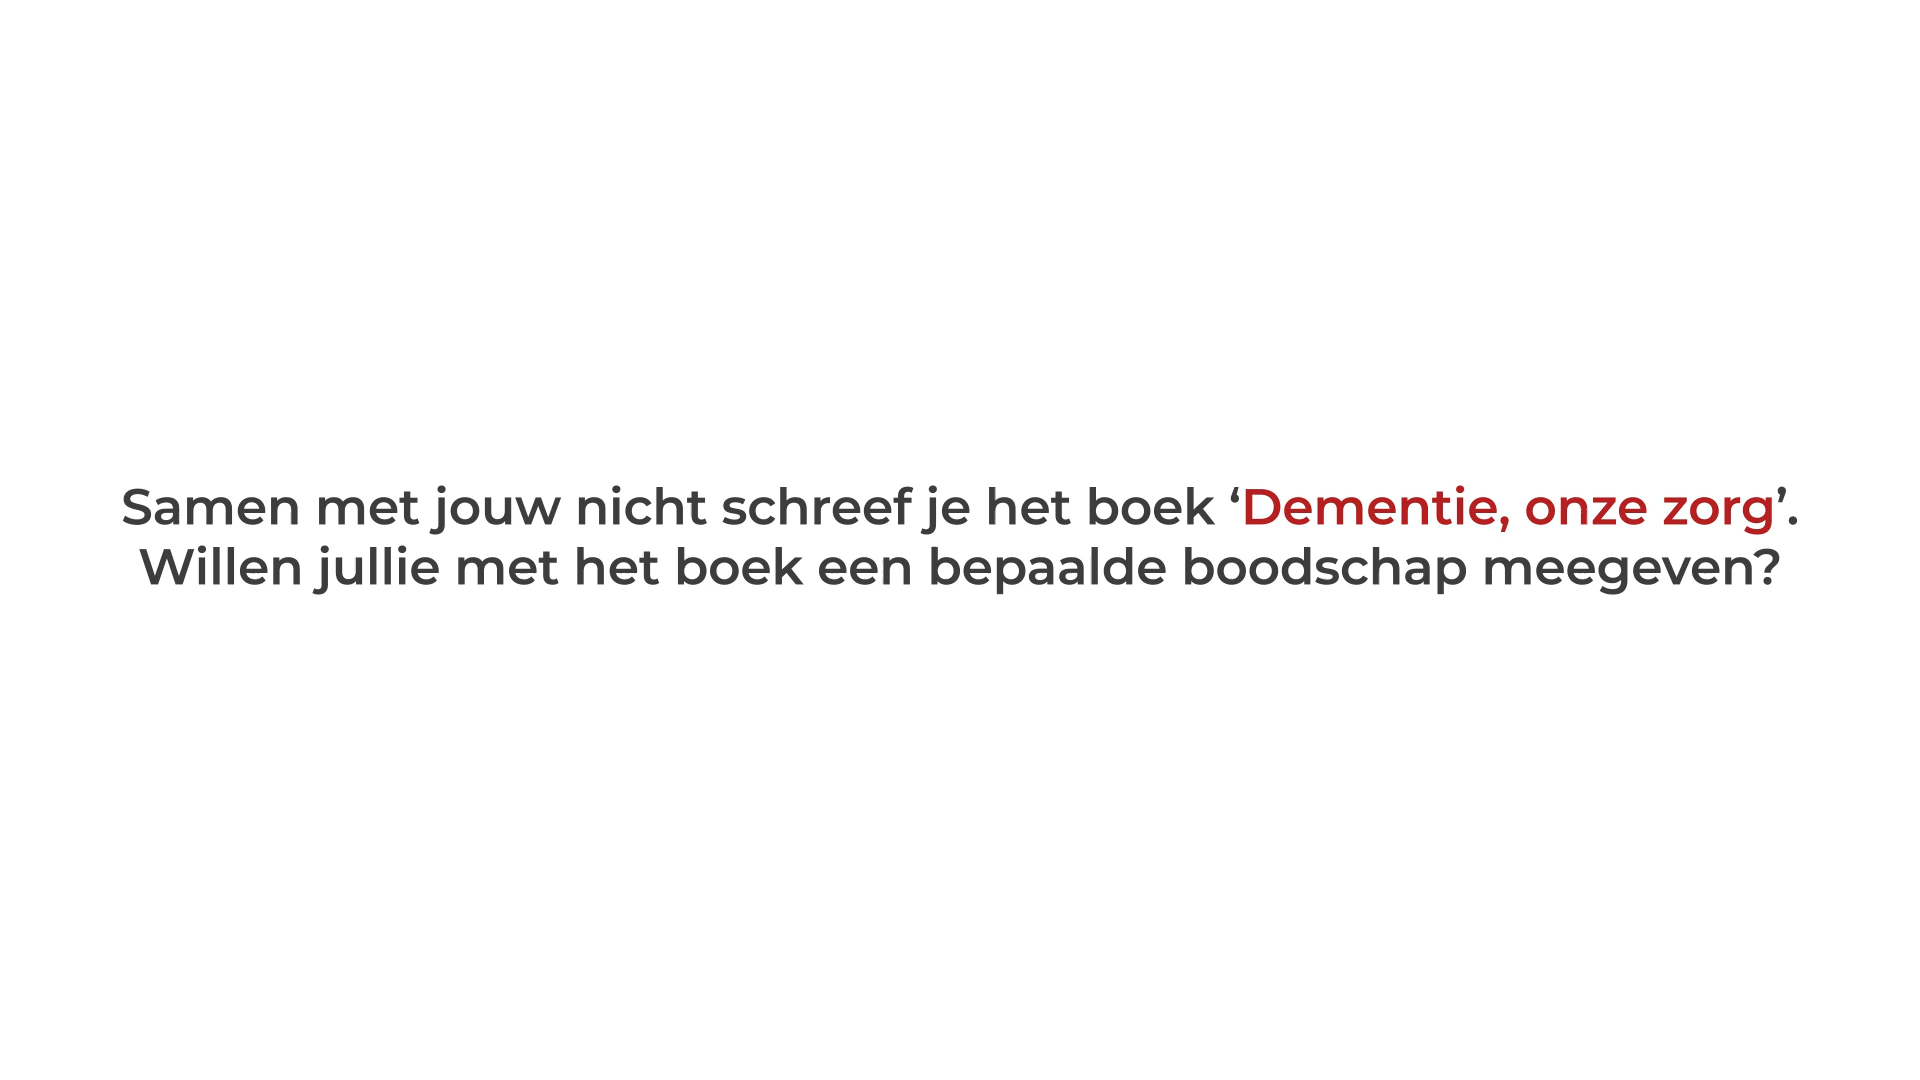 Samen met jouw nicht schreef je het boek ‘Dementie, onze zorg’.
Willen jullie met het boek een bepaalde boodschap meegeven?